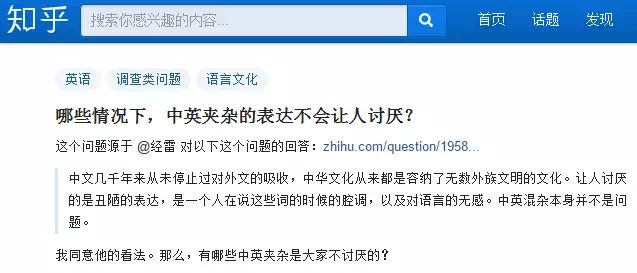 知乎 搜索你感兴趣的内容... 首页 话题 发现
英语 调查类问题 语言文化
哪些情况下，中英夹杂的表达不会让人讨厌？
这个问题源于 @经雷 对以下这个问题的回答：zhihu.com/question/1958...
中文几千年来从未停止过对外文的吸收，中华文化从来都是容纳了无数外族文明的文化。让人讨厌
的是丑陋的表达，是一个人在说这些词的时候的腔调，以及对语言的无感。中英混杂本身并不是问
题。
我同意他的看法。那么，有哪些中英夹杂是大家不讨厌的？